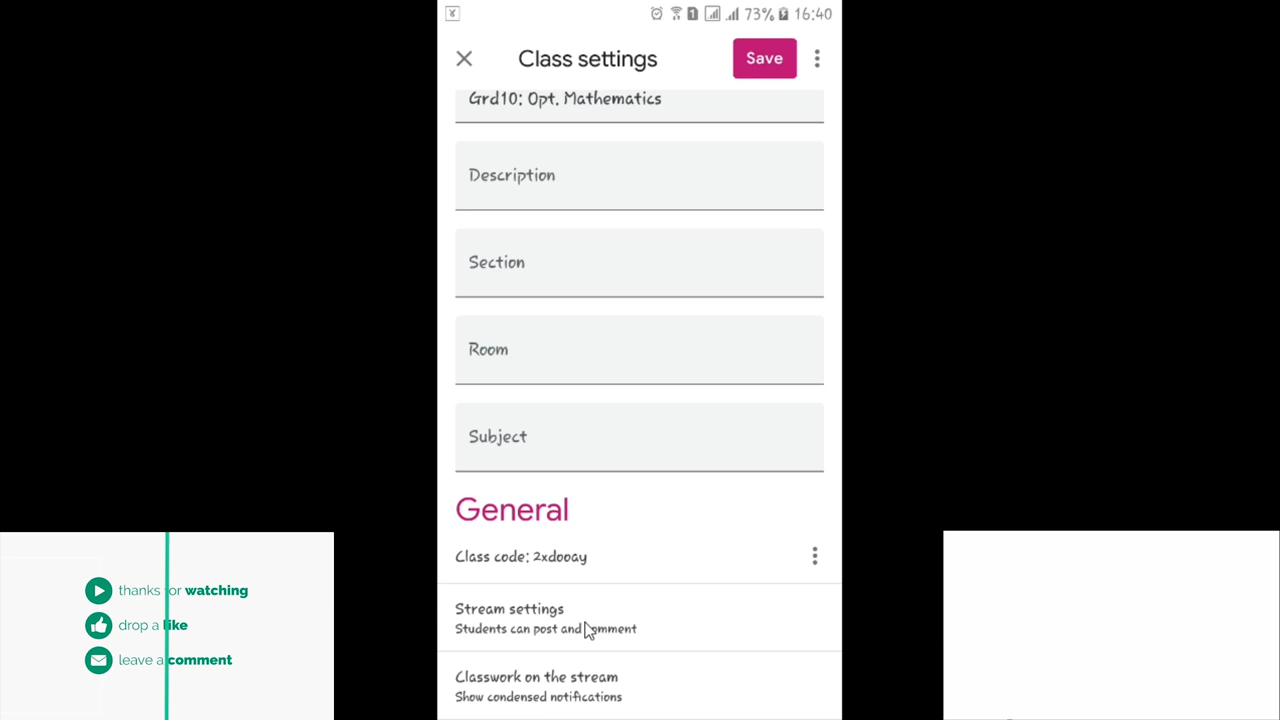 73% 16:40
Class settings
Save
Grd10: Opt. Mathematics
Description
Section
Room
Subject
General
Class code: 2xdooay
Stream settings
Students can post and comment
Classwork on the stream
Show condensed notifications
thanks for watching
drop a like
leave a comment